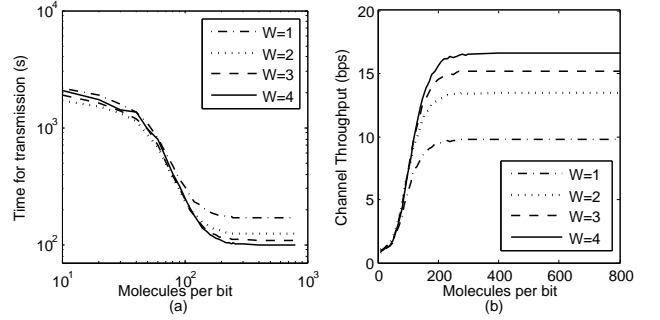 Time for transmission (s)
10^4
10^3
10^2
10^1
10^2
10^3
Molecules per bit
(a)
W=1
W=2
W=3
W=4
Channel Throughput (bps)
20
15
10
5
0
0
200
400
600
800
Molecules per bit
(b)
W=1
W=2
W=3
W=4